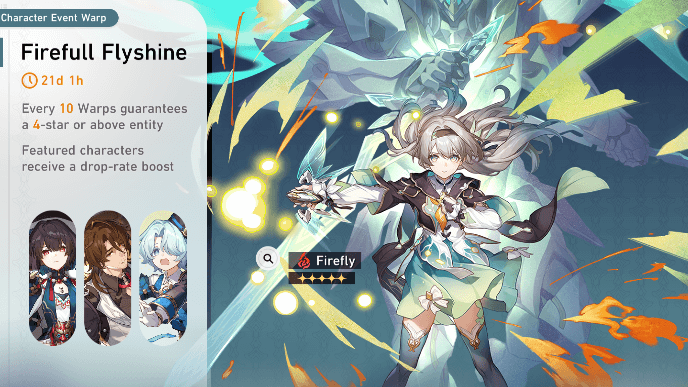 Character Event Warp
Firefull Flyshine
21d 1h
Every 10 Warps guarantees
a 4-star or above entity
Featured characters
receive a drop-rate boost
Firefly